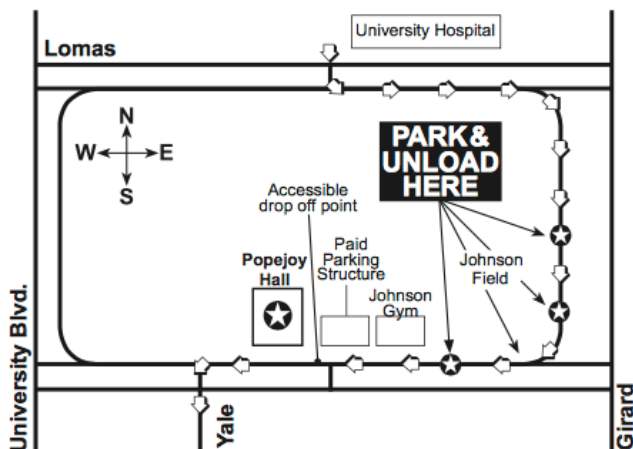 University Hospital
Lomas
N
W E
S
PARK &
UNLOAD
HERE
Accessible
drop off point
Popejoy
Hall
Paid
Parking
Structure
Johnson
Gym
Johnson
Field
University Blvd.
Yale
Girard